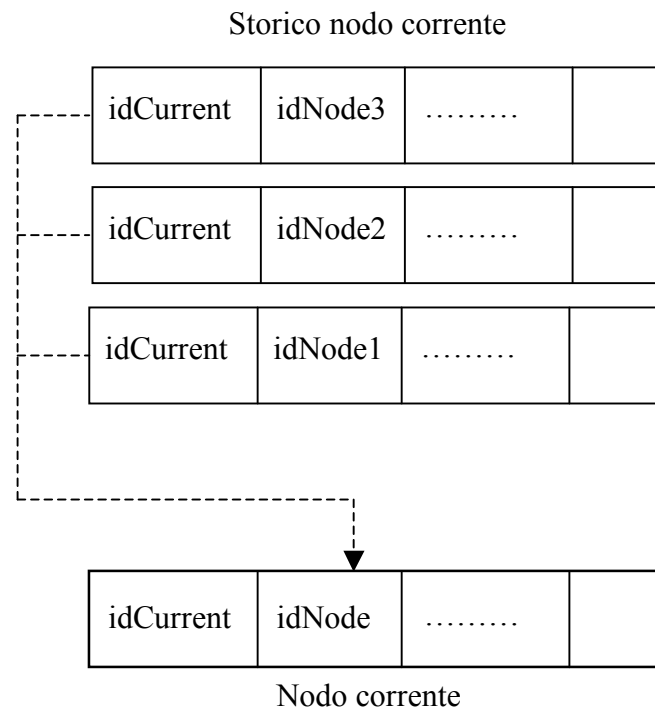 Storico nodo corrente
idCurrent idNode3 .........
idCurrent idNode2 .........
idCurrent idNode1 .........
idCurrent idNode .........
Nodo corrente